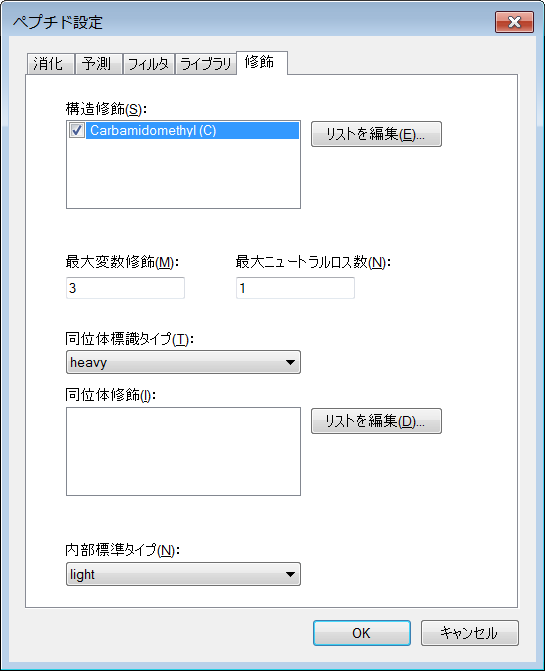 ペプチド設定
消化 予測 フィルタ ライブラリ 修飾
構造修飾(S):
Carbamidomethyl (C)
リストを編集(E)...
最大変数修飾(M): 最大ニュートラルロス数(N):
3 1
同位体標識タイプ(T):
heavy
同位体修飾(I):
リストを編集(D)...
内部標準タイプ(N):
light
OK キャンセル